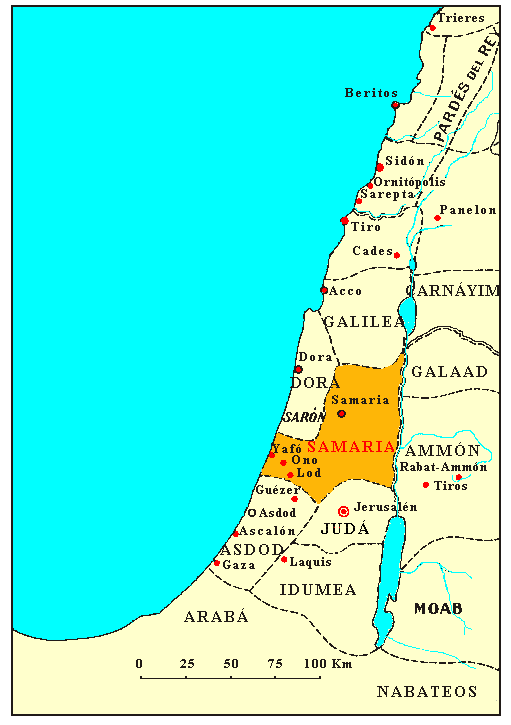 Trieres
PARDÉS DEL REY
Beritos
Sidón
Ornitópolis
Sarepta
Panelon
Tiro
Cades
Acco
CARNÁYIM
GALILEA
Dora
GALAAD
DORA
Samaria
SARÓN
SAMARIA
Yafó
AMMÓN
Ono
Rabat-Ammón
Lod
Tiros
Guézer
Jerusalén
Asdod
JUDÁ
Ascalón
ASDOD
Gaza
Laquis
IDUMEA
MOAB
ARABÁ
0 25 50 75 100 Km
NABATEOS